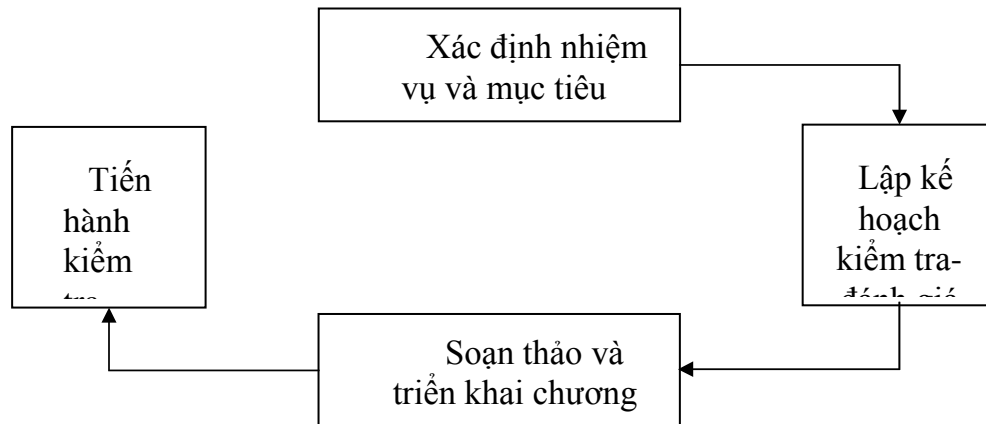 Xác định nhiệm
vụ và mục tiêu
Lập kế
hoạch
kiểm tra-
Soạn thảo và
triển khai chương
Tiến
hành
kiểm